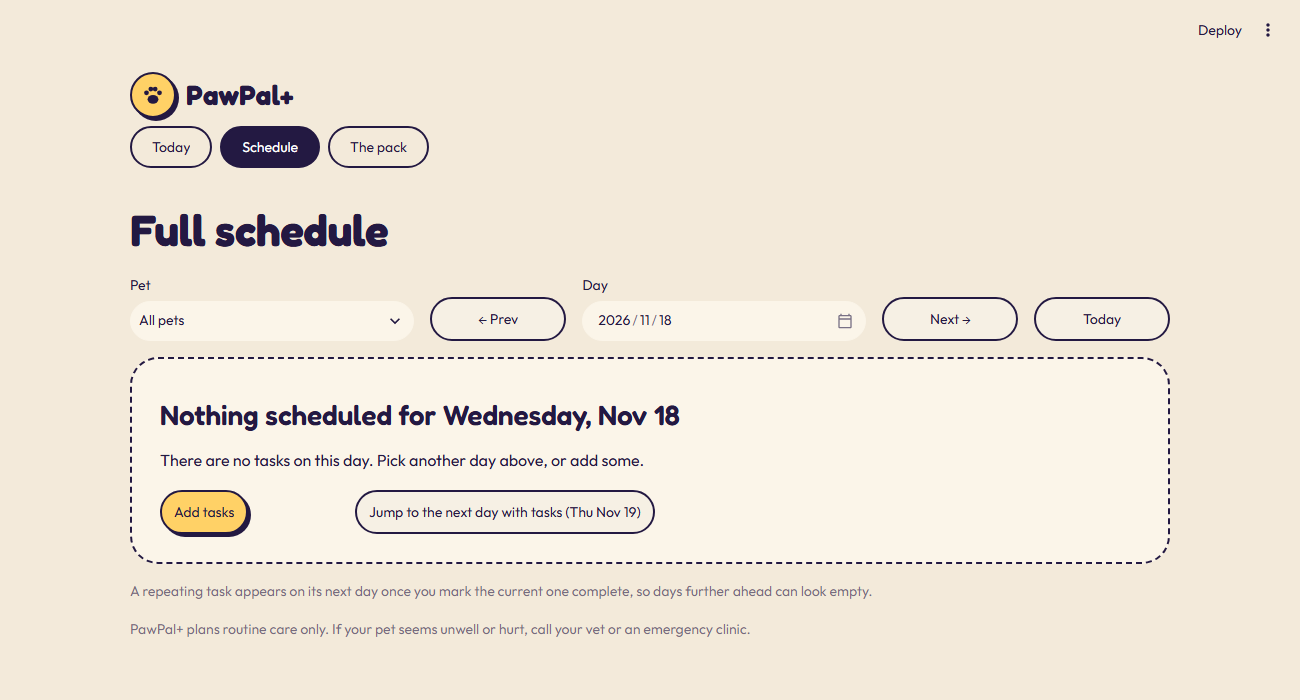 Deploy
PawPal+
Today
Schedule
The pack
Full schedule
Pet
Day
All pets
← Prev
2026/11/18
Next →
Today
Nothing scheduled for Wednesday, Nov 18
There are no tasks on this day. Pick another day above, or add some.
Add tasks
Jump to the next day with tasks (Thu Nov 19)
A repeating task appears on its next day once you mark the current one complete, so days further ahead can look empty.
PawPal+ plans routine care only. If your pet seems unwell or hurt, call your vet or an emergency clinic.